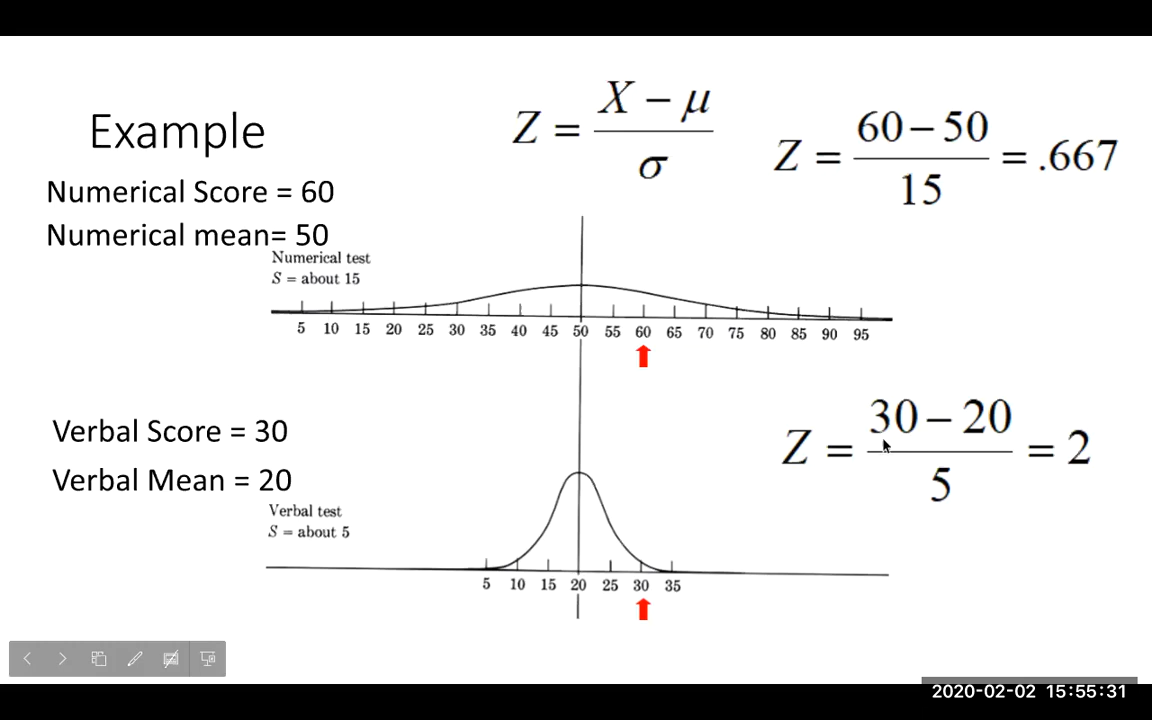 Example
Z = (X − μ) / σ
Z = (60 − 50) / 15 = .667
Numerical Score = 60
Numerical mean= 50
Numerical test
S = about 15
5 10 15 20 25 30 35 40 45 50 55 60 65 70 75 80 85 90 95
Verbal Score = 30
Verbal Mean = 20
Z = (30 − 20) / 5 = 2
Verbal test
S = about 5
5 10 15 20 25 30 35
2020-02-02 15:55:31